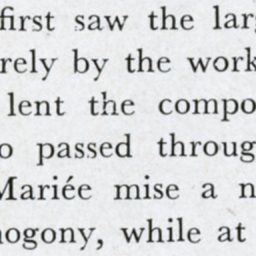 first saw the larg
rely by the work
lent the compo
o passed throug
Mariée mise a n
hogony, while at